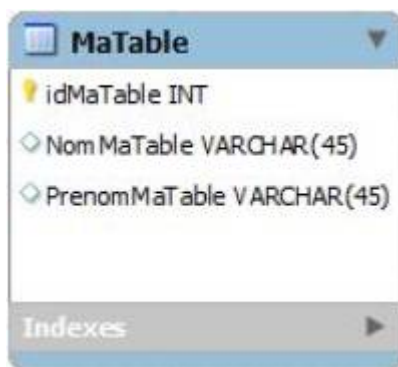 MaTable
idMaTable INT
NomMaTable VARCHAR(45)
PrenomMaTable VARCHAR(45)
Indexes